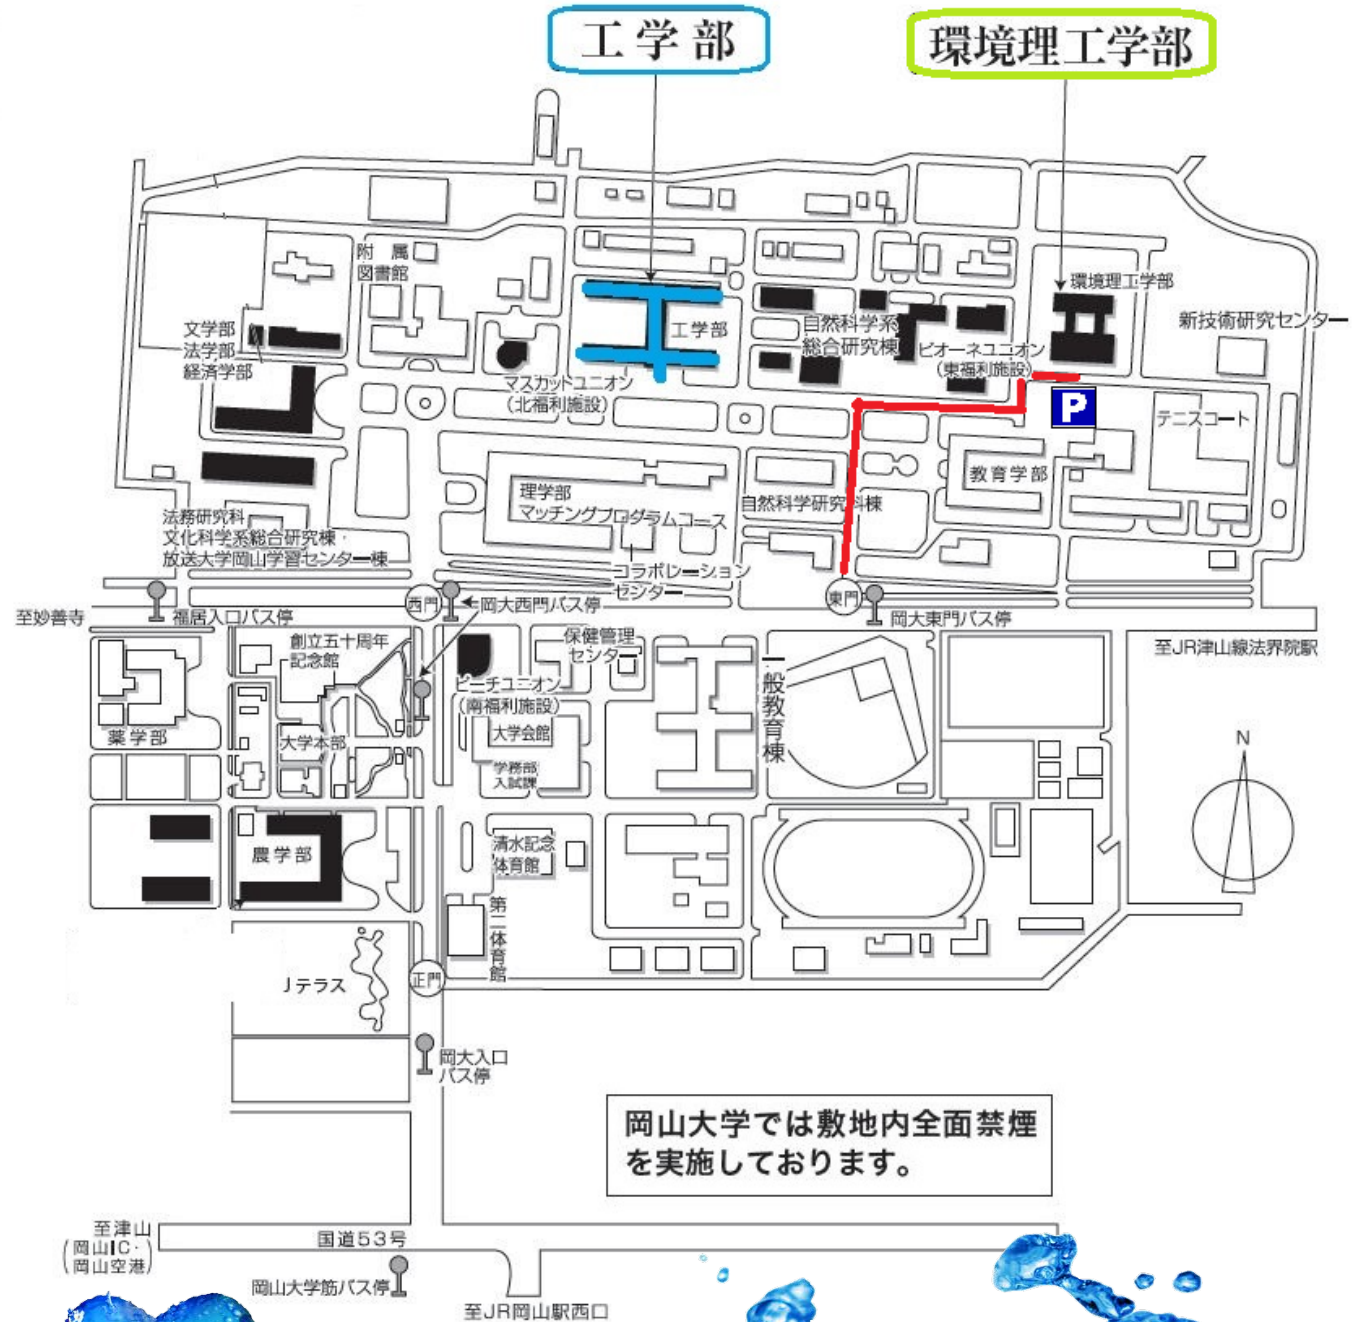 工学部
環境理工学部
附属
図書館
環境理工学部
新技術研究センター
文学部
法学部
経済学部
工学部
自然科学系
総合研究棟
ピオーネユニオン
(東福利施設)
マスカットユニオン
(北福利施設)
P
テニスコート
教育学部
理学部
マッチングプログラムコース
自然科学研究科棟
法務研究科
文化科学系総合研究棟・
放送大学岡山学習センター棟
コラボレーション
センター
西門
東門
至妙善寺
福居入口バス停
岡大西門バス停
岡大東門バス停
至JR津山線法界院駅
創立五十周年
記念館
保健管理
センター
ピーチユニオン
(南福利施設)
一般教育棟
薬学部
大学本部
大学会館
学務部
入試課
N
農学部
清水記念
体育館
第二体育館
Jテラス
正門
岡大入口
バス停
岡山大学では敷地内全面禁煙
を実施しております。
至津山
(岡山IC・
岡山空港)
国道53号
岡山大学筋バス停
至JR岡山駅西口